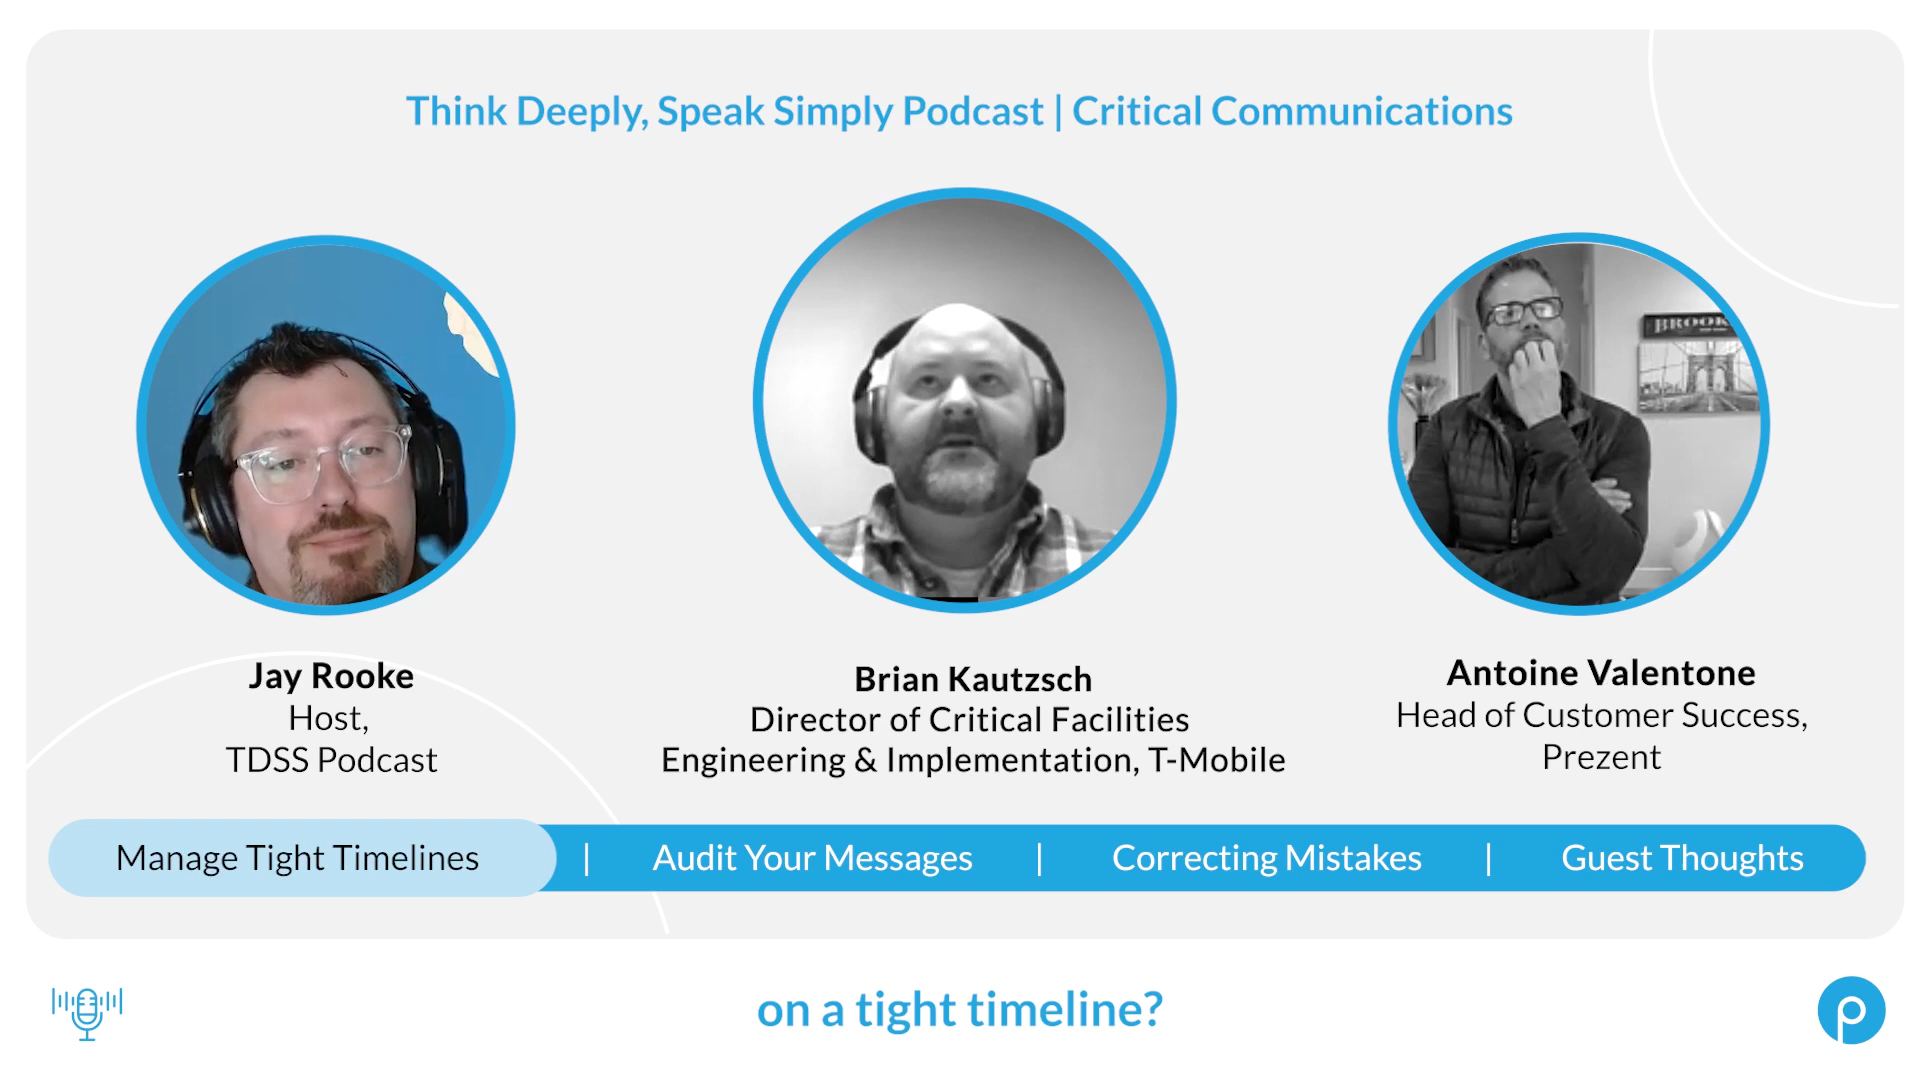 Think Deeply, Speak Simply Podcast | Critical Communications
BROOK
Jay Rooke
Host,
TDSS Podcast
Brian Kautzsch
Director of Critical Facilities
Engineering & Implementation, T-Mobile
Antoine Valentone
Head of Customer Success,
Prezent
Manage Tight Timelines | Audit Your Messages | Correcting Mistakes | Guest Thoughts
on a tight timeline?